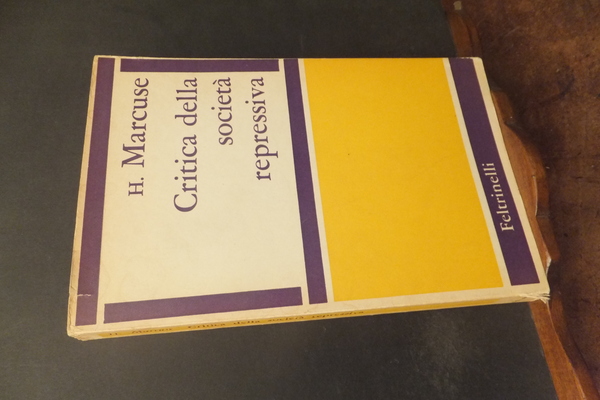 H. Marcuse
Critica della
società
repressiva
Feltrinelli